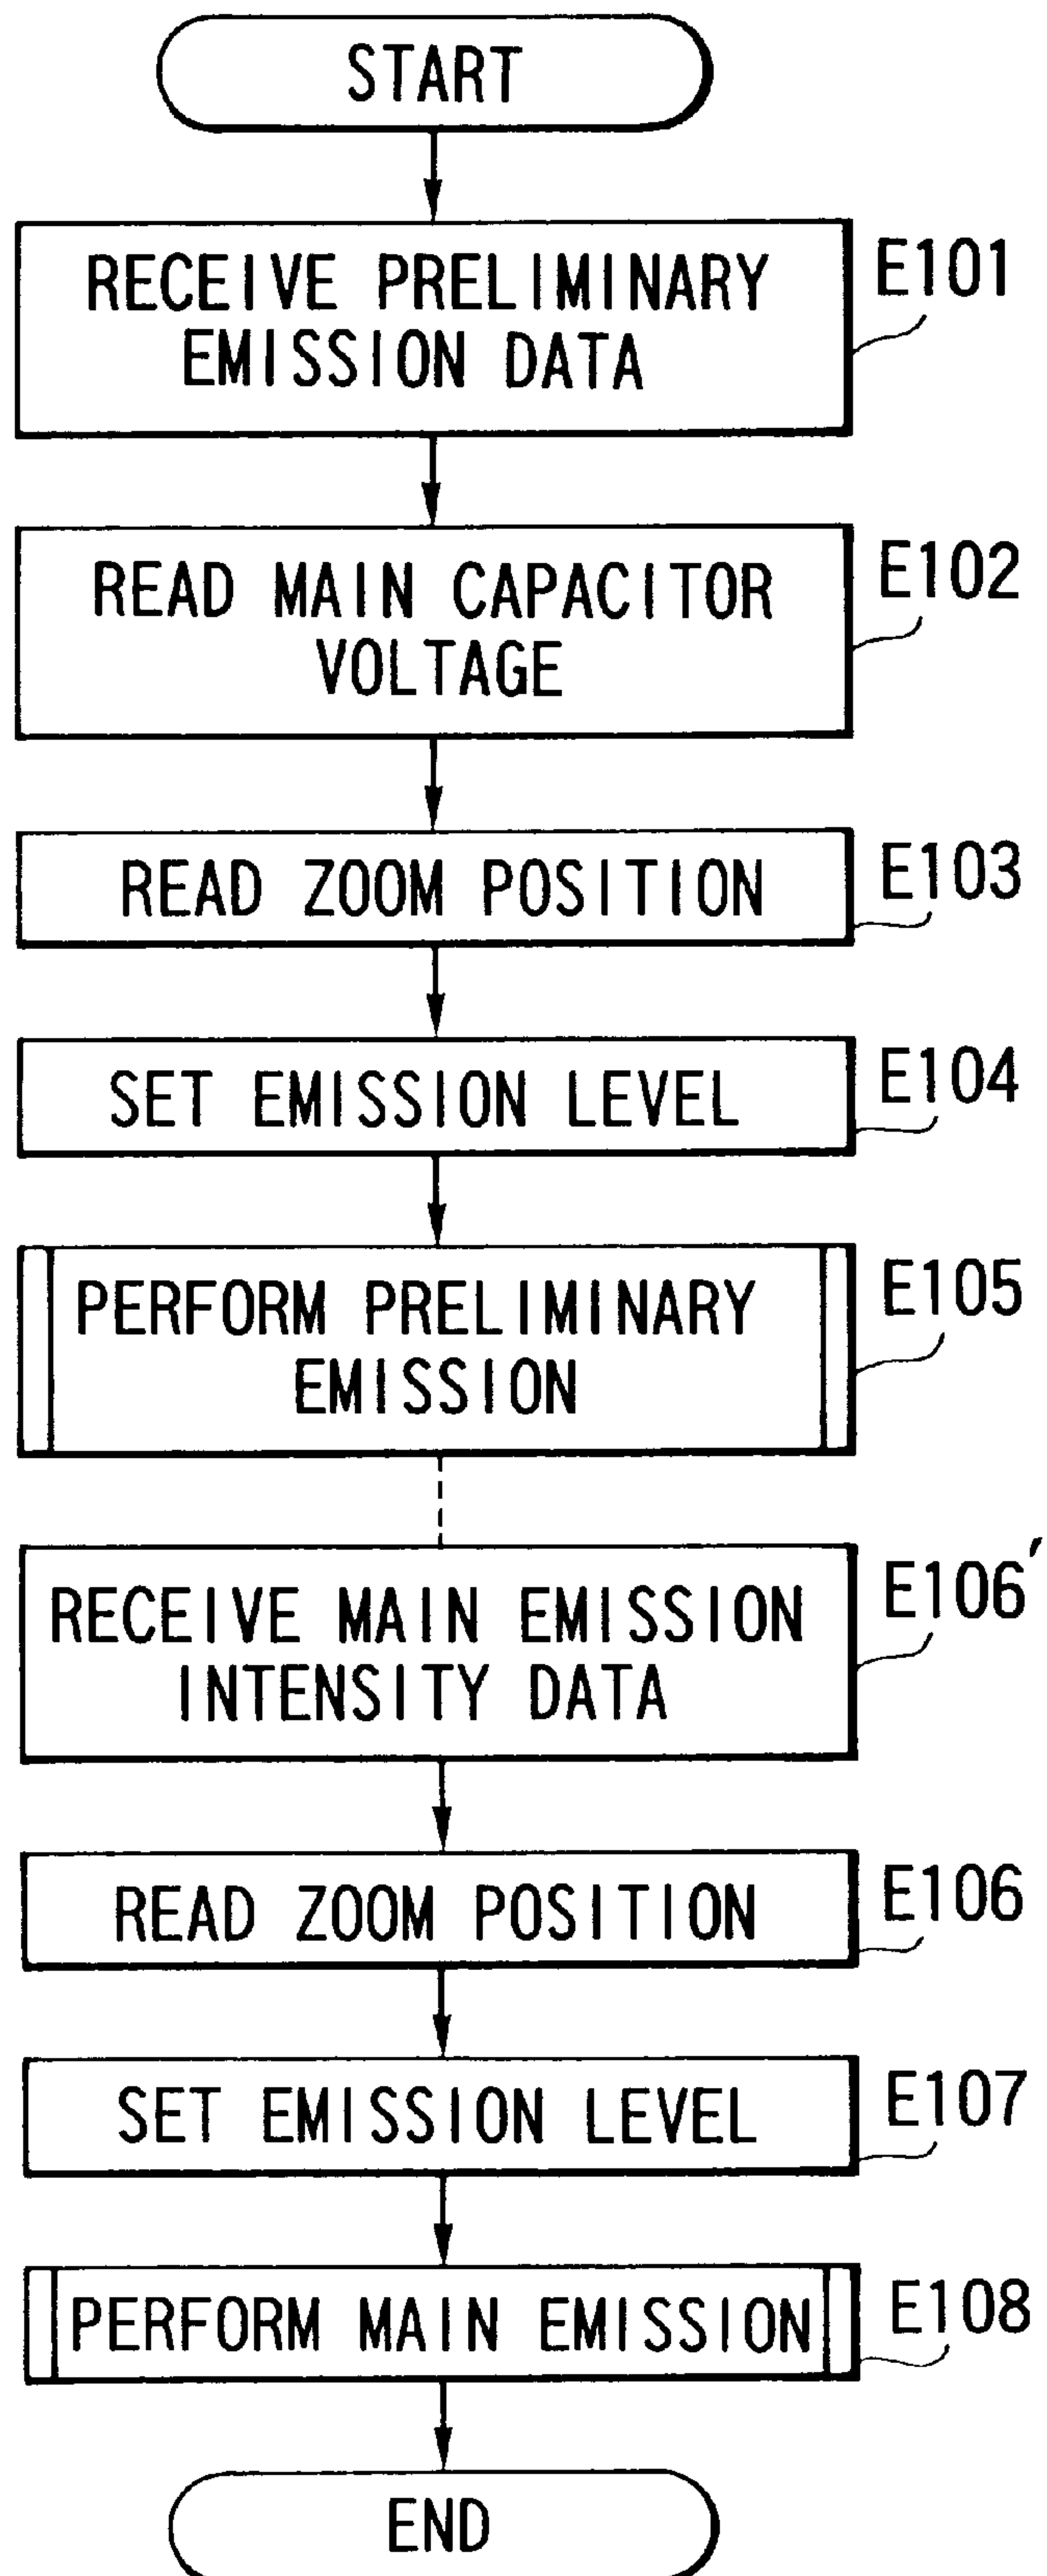 START
RECEIVE PRELIMINARY
EMISSION DATA
E101
READ MAIN CAPACITOR
VOLTAGE
E102
READ ZOOM POSITION
E103
SET EMISSION LEVEL
E104
PERFORM PRELIMINARY
EMISSION
E105
RECEIVE MAIN EMISSION
INTENSITY DATA
E106'
READ ZOOM POSITION
E106
SET EMISSION LEVEL
E107
PERFORM MAIN EMISSION
E108
END